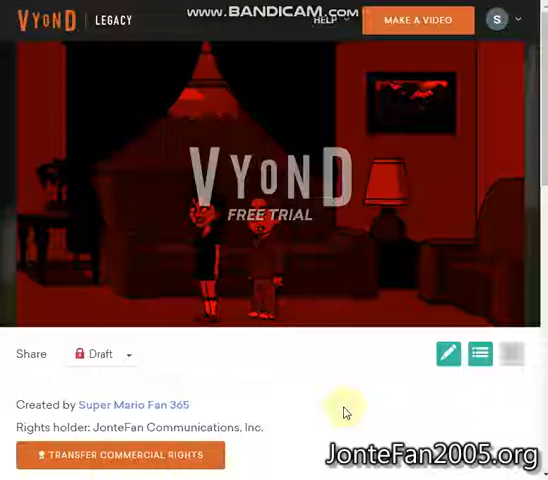 www.BANDICAM.com
VYOND LEGACY HELP MAKE A VIDEO S
VYOND
FREE TRIAL
Share Draft
Created by Super Mario Fan 365
Rights holder: JonteFan Communications, Inc.
TRANSFER COMMERCIAL RIGHTS
JonteFan2005.org